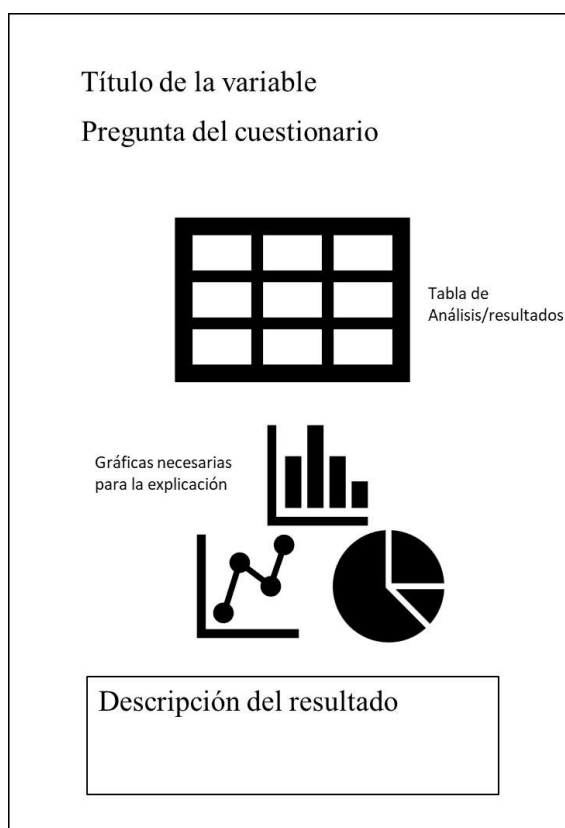 Título de la variable
Pregunta del cuestionario
Tabla de
Análisis/resultados
Gráficas necesarias
para la explicación
Descripción del resultado